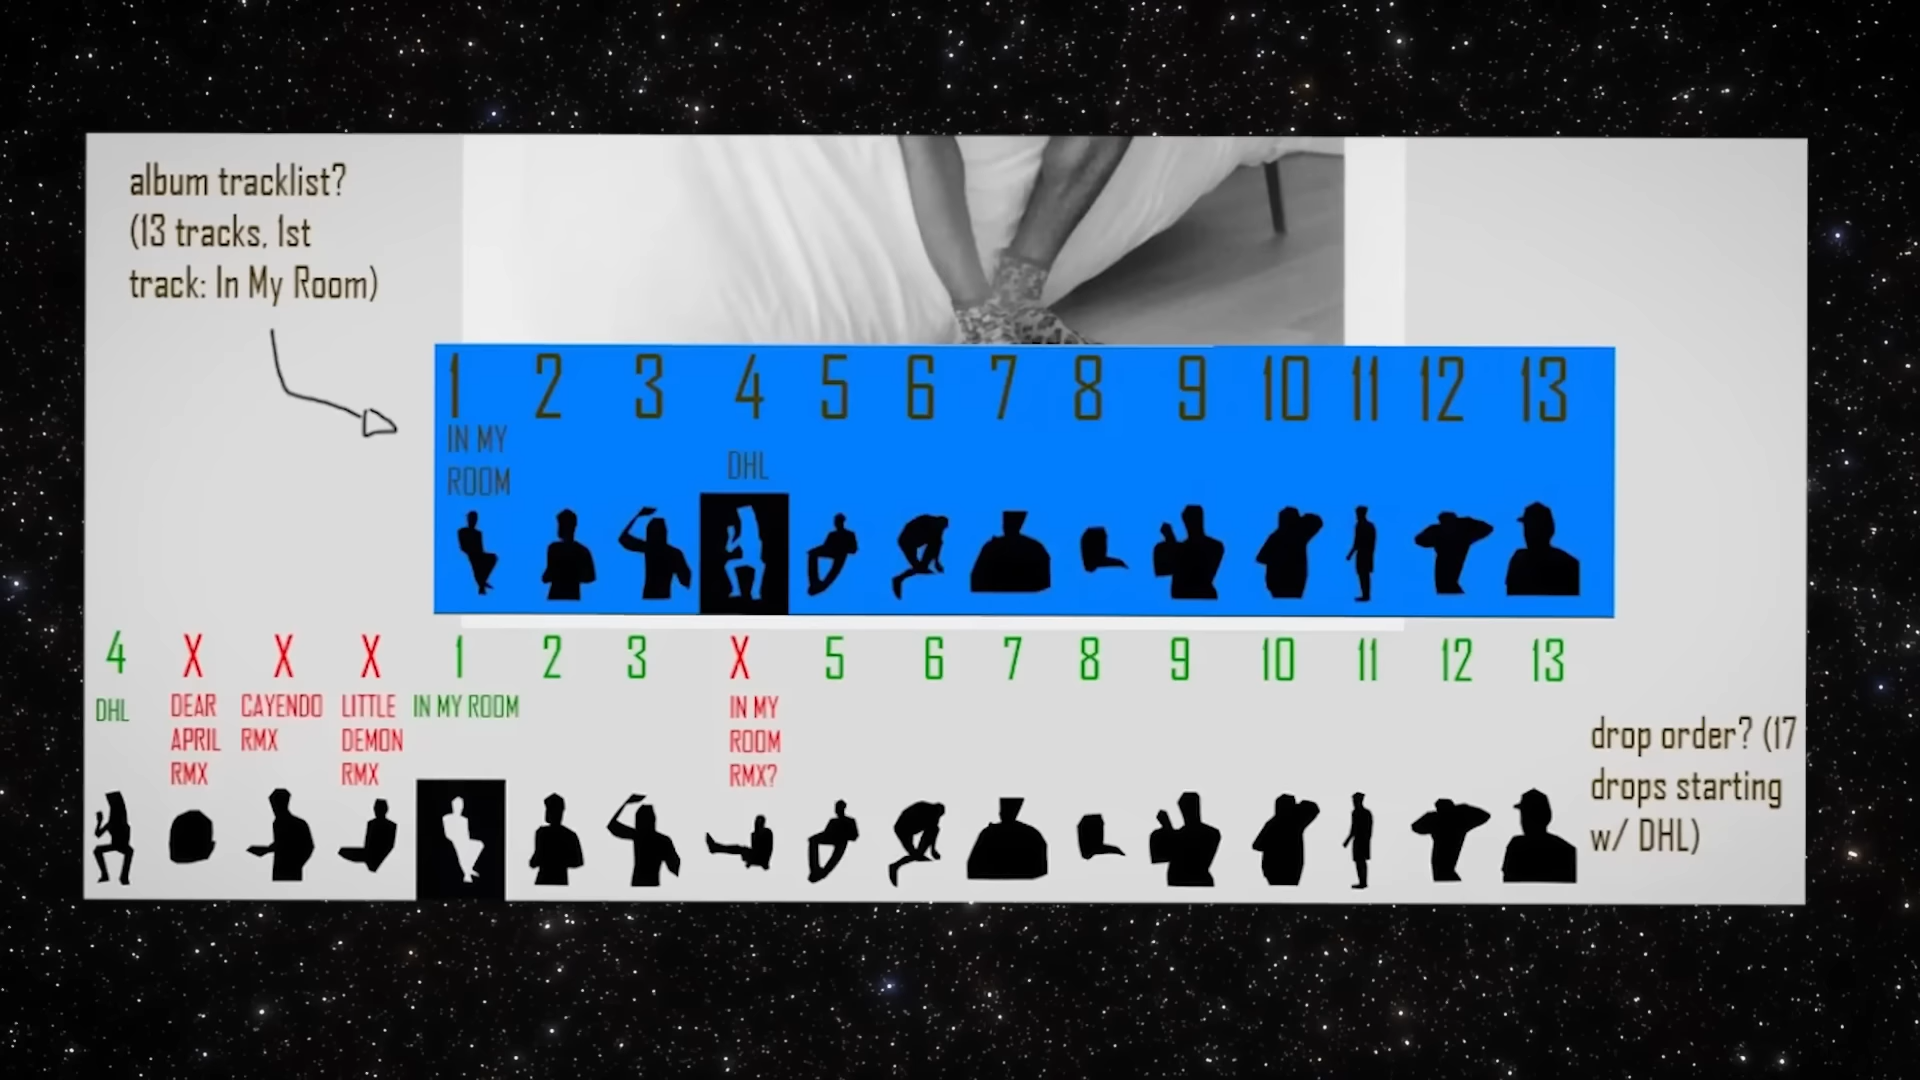 album tracklist?
(13 tracks, 1st
track: In My Room)
1 2 3 4 5 6 7 8 9 10 11 12 13
IN MY
ROOM
DHL
4 X X X 1 2 3 X 5 6 7 8 9 10 11 12 13
DHL
DEAR
APRIL
RMX
CAYENDO
RMX
LITTLE
DEMON
RMX
IN MY ROOM
IN MY
ROOM
RMX?
drop order? (17
drops starting
w/ DHL)